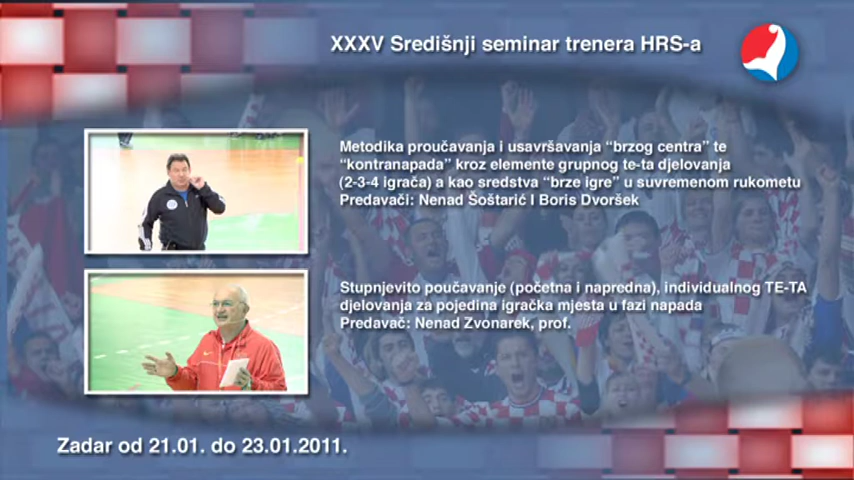 XXXV Središnji seminar trenera HRS-a
Metodika proučavanja i usavršavanja “brzog centra” te
“kontranapada” kroz elemente grupnog te-ta djelovanja
(2-3-4 igrača) a kao sredstva “brze igre” u suvremenom rukometu
Predavači: Nenad Šoštarić I Boris Dvoršek
Stupnjevito poučavanje (početna i napredna), individualnog TE-TA
djelovanja za pojedina igračka mjesta u fazi napada
Predavač: Nenad Zvonarek, prof.
Zadar od 21.01. do 23.01.2011.